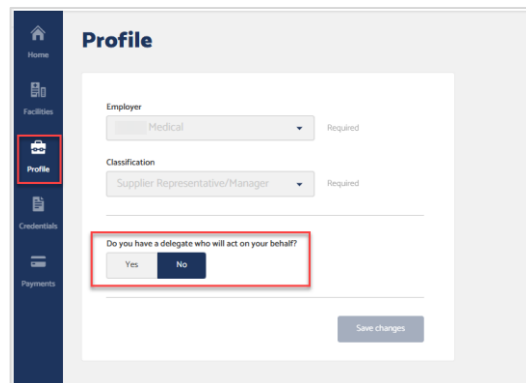 Home
Facilities
Profile
Credentials
Payments
Profile
Employer
Medical
Required
Classification
Supplier Representative/Manager
Required
Do you have a delegate who will act on your behalf?
Yes No
Save changes